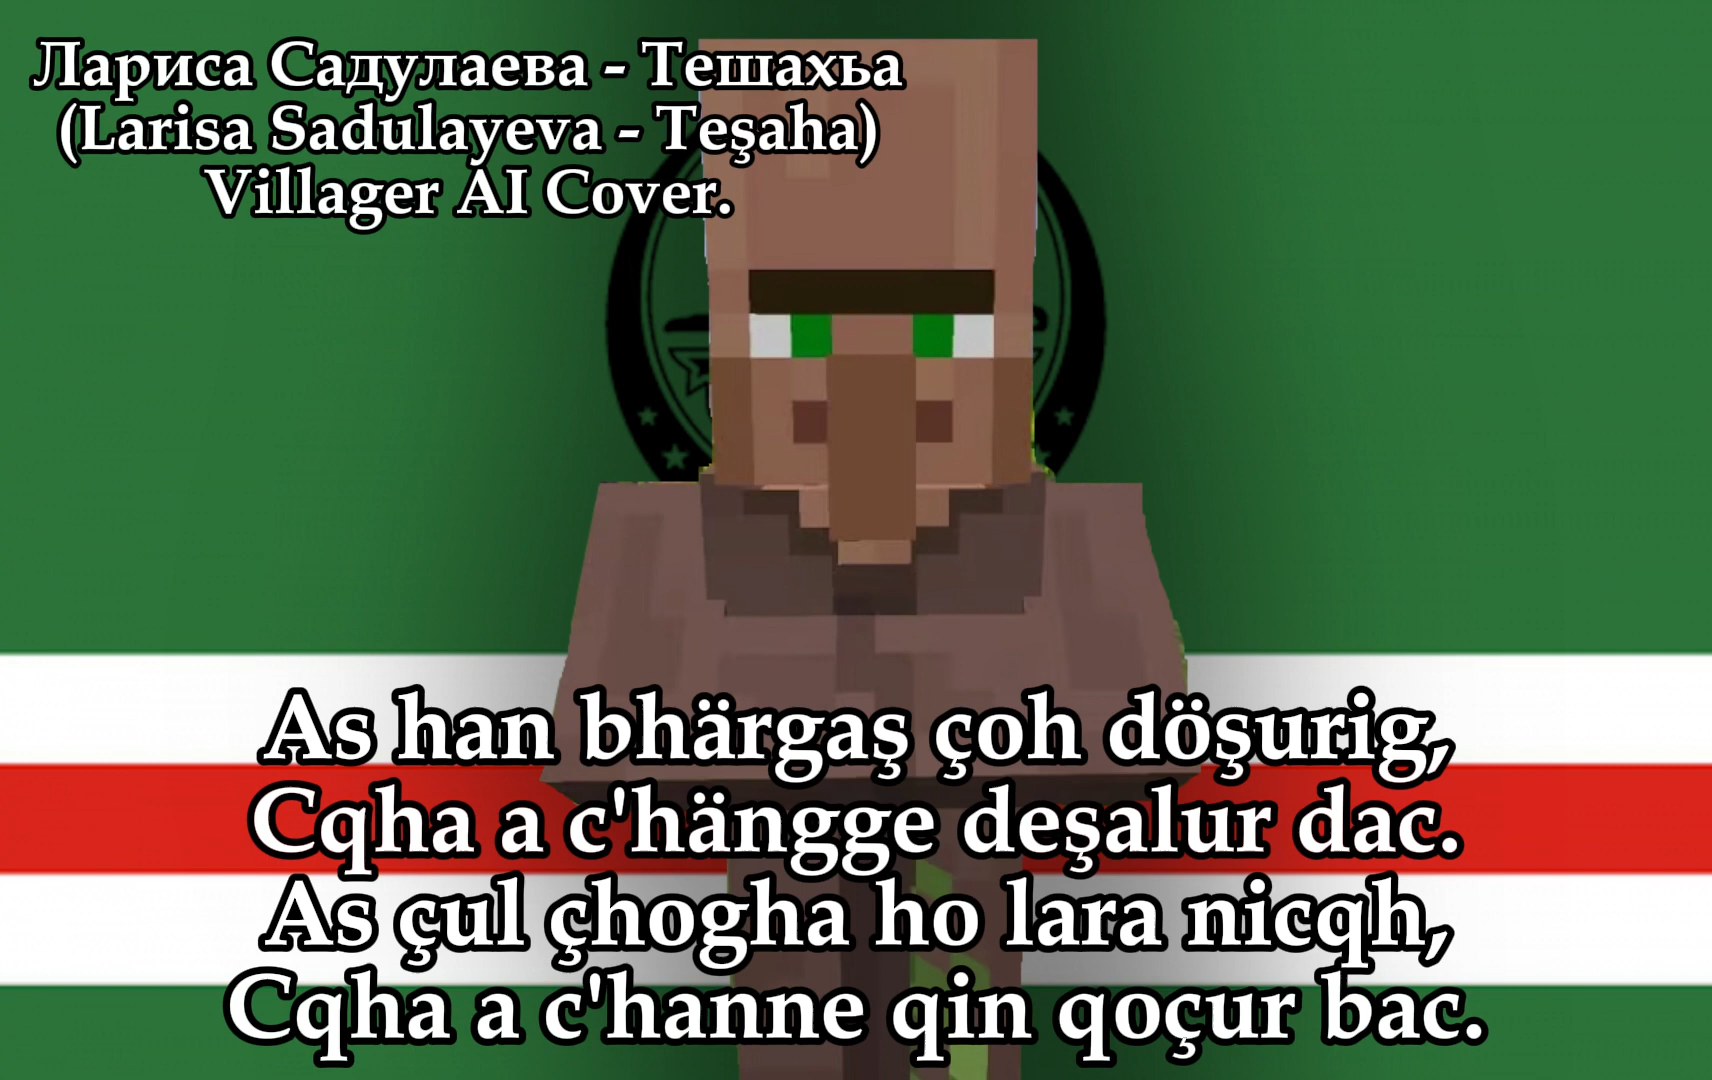 Лариса Садулаева - Тешахьа
(Larisa Sadulayeva - Teşaha)
Villager AI Cover.
As han bhärgaş çoh döşurig,
Cqha a c'hängge deşalur dac.
As çul çhogha ho lara nicqh,
Cqha a c'hanne qin qoçur bac.